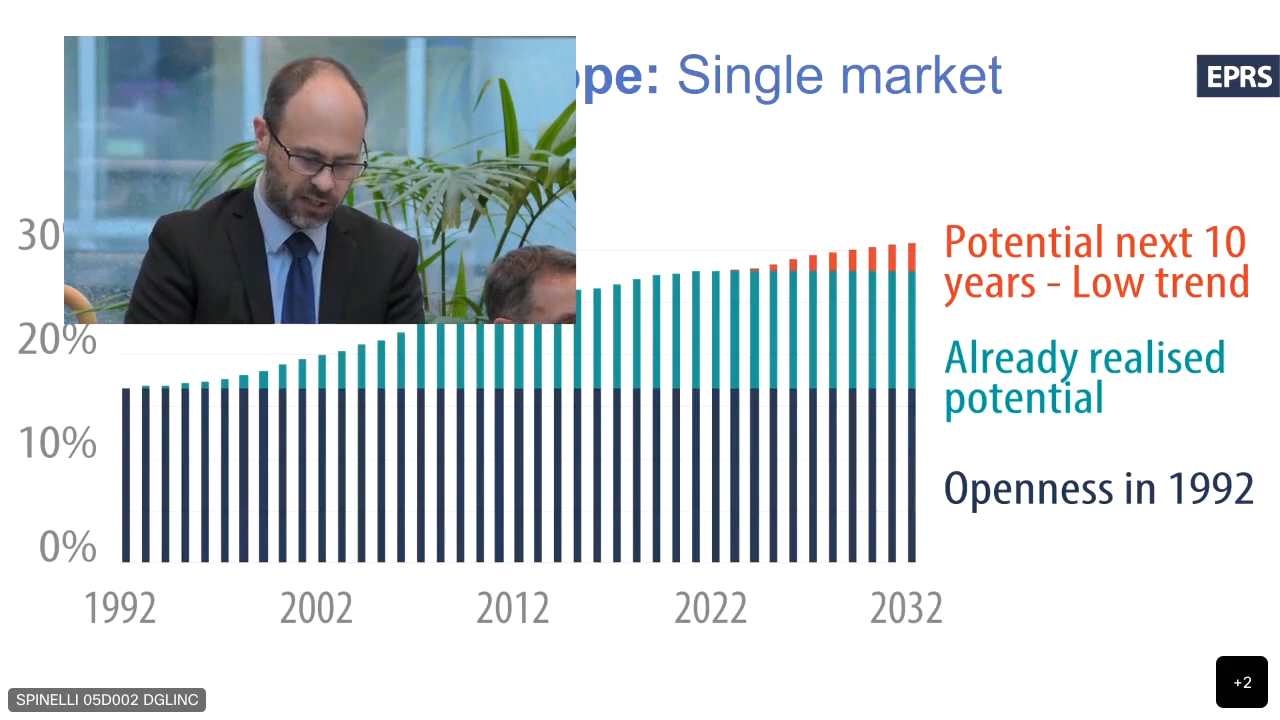 ope: Single market
EPRS
30
Potential next 10
years - Low trend
20%
Already realised
potential
10%
Openness in 1992
0%
1992 2002 2012 2022 2032
SPINELLI 05D002 DGLINC
+2